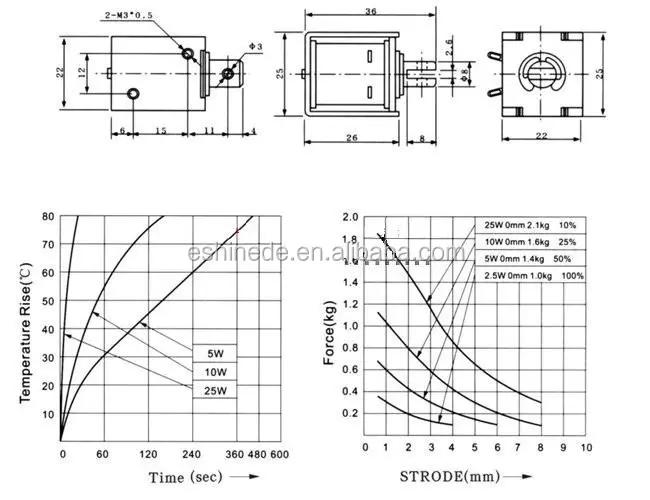 2-M3*0.5
Φ3
22
12
6
15
11
4
36
25
2.6
Φ8
26
8
25
22
eshinede.en.alibaba.com
Temperature Rise(℃)
80
70
60
50
40
30
20
10
5W
10W
25W
0 60 120 180 240 300 360 480 600
Time (sec)
Force(kg)
2.0
1.8
1.6
1.4
1.2
1.0
0.8
0.6
0.4
0.2
25W 0mm 2.1kg 10%
10W 0mm 1.6kg 25%
5W 0mm 1.4kg 50%
2.5W 0mm 1.0kg 100%
0 1 2 3 4 5 6 7 8 9 10
STRODE(mm)